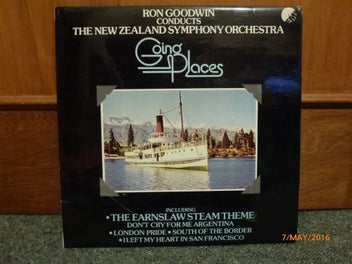 RON GOODWIN
CONDUCTS
THE NEW ZEALAND SYMPHONY ORCHESTRA
Going
Places
INCLUDING
• THE EARNSLAW STEAM THEME •
DON'T CRY FOR ME ARGENTINA
• LONDON PRIDE • SOUTH OF THE BORDER
• I LEFT MY HEART IN SAN FRANCISCO
7/MAY/2016